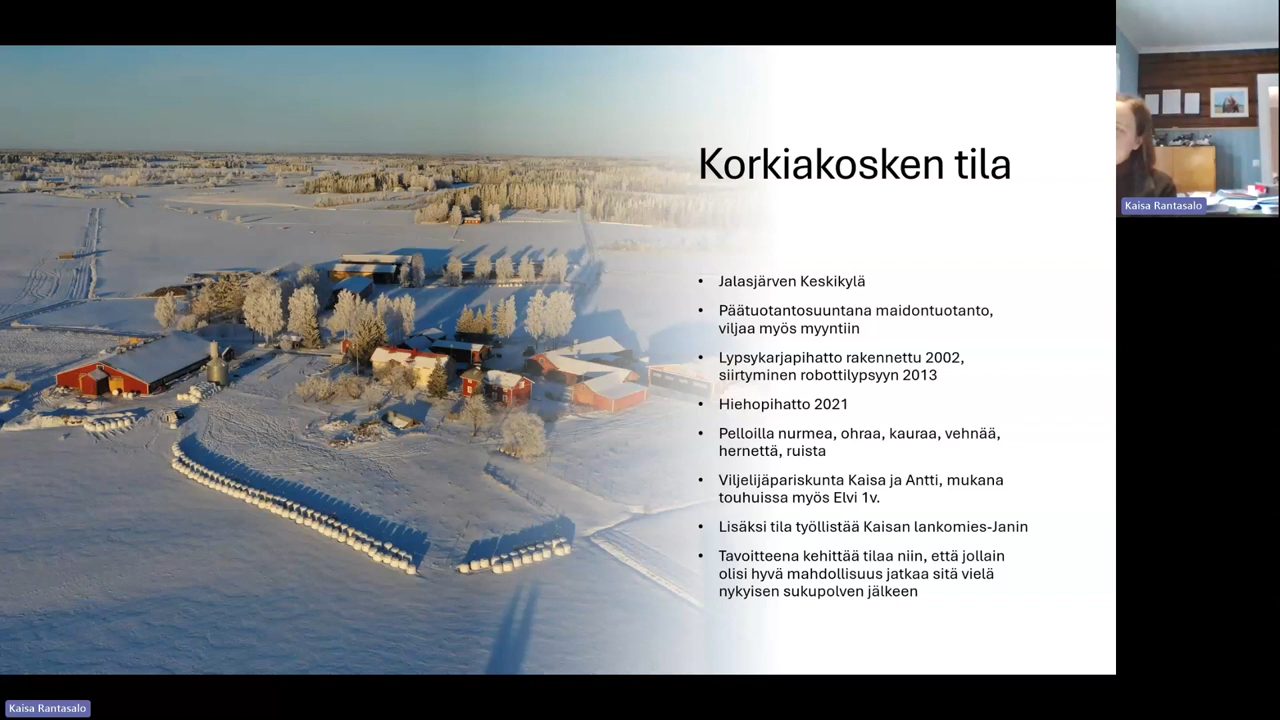 Korkiakosken tila
• Jalasjärven Keskikylä
• Päätuotantosuuntana maidontuotanto,
viljaa myös myyntiin
• Lypsykarjapihatto rakennettu 2002,
siirtyminen robottilypsyyn 2013
• Hiehopihatto 2021
• Pelloilla nurmea, ohraa, kauraa, vehnää,
hernettä, ruista
• Viljelijäpariskunta Kaisa ja Antti, mukana
touhuissa myös Elvi 1v.
• Lisäksi tila työllistää Kaisan lankomies-Janin
• Tavoitteena kehittää tilaa niin, että jollain
olisi hyvä mahdollisuus jatkaa sitä vielä
nykyisen sukupolven jälkeen
Kaisa Rantasalo
Kaisa Rantasalo